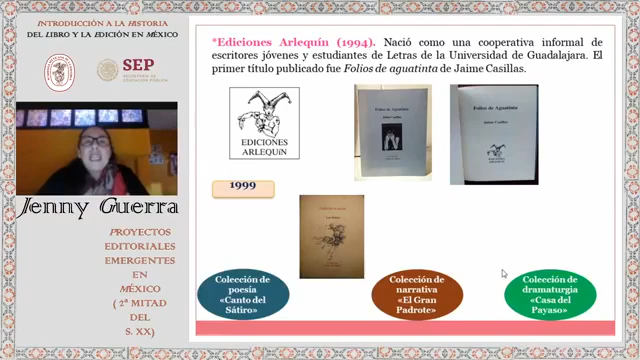 INTRODUCCIÓN A LA HISTORIA
DEL LIBRO Y LA EDICIÓN EN MÉXICO
SEP
SECRETARÍA DE
EDUCACIÓN PÚBLICA
Jenny Guerra
PROYECTOS
EDITORIALES
EMERGENTES
EN
MÉXICO
( 2ª MITAD
DEL
S. XX)
*Ediciones Arlequín (1994). Nació como una cooperativa informal de
escritores jóvenes y estudiantes de Letras de la Universidad de Guadalajara. El
primer título publicado fue Folios de aguatinta de Jaime Casillas.
EDICIONES
ARLEQUÍN
Folios de Aguatinta
Jaime Casillas
Folios de Aguatinta
Jaime Casillas
1999
Colección de
poesía
«Canto del
Sátiro»
Colección de
narrativa
«El Gran
Padrote»
Colección de
dramaturgia
«Casa del
Payaso»